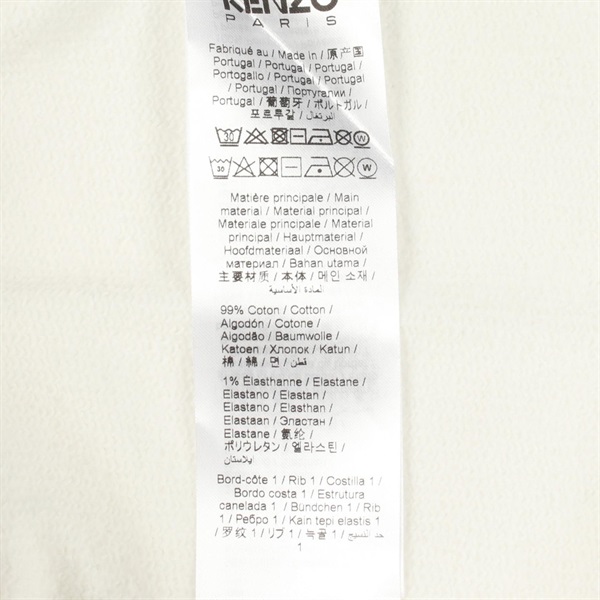 KENZO
PARIS
Fabriqué au / Made in / 原产国
Portugal / Portugal / Portugal /
Portogallo / Portugal / Portugal
/ Portugal / Португалии /
Portugal / 葡萄牙 / ポルトガル /
포르투갈 / البرتغال
30 W
30 W
Matière principale / Main
material / Material principal /
Materiale principale / Material
principal / Hauptmaterial /
Hoofdmateriaal / Основной
материал / Bahan utama /
主要材质 / 本体 / 메인 소재 /
المادة الأساسية
99% Coton / Cotton /
Algodón / Cotone /
Algodão / Baumwolle /
Katoen / Хлопок / Katun /
棉 / 綿 / 면 / قطن
1% Élasthanne / Elastane /
Elastano / Elastan /
Elastano / Elasthan /
Elastaan / Эластан /
Elastane / 氨纶 /
ポリウレタン / 엘라스틴 /
يلاستان
Bord-côte 1 / Rib 1 / Costilla 1 /
Bordo costa 1 / Estrutura
canelada 1 / Bündchen 1 / Rib
1 / Ребро 1 / Kain tepi elastis 1
/ 罗纹 1 / リブ 1 / 늑골 1 / حد النسيج
1